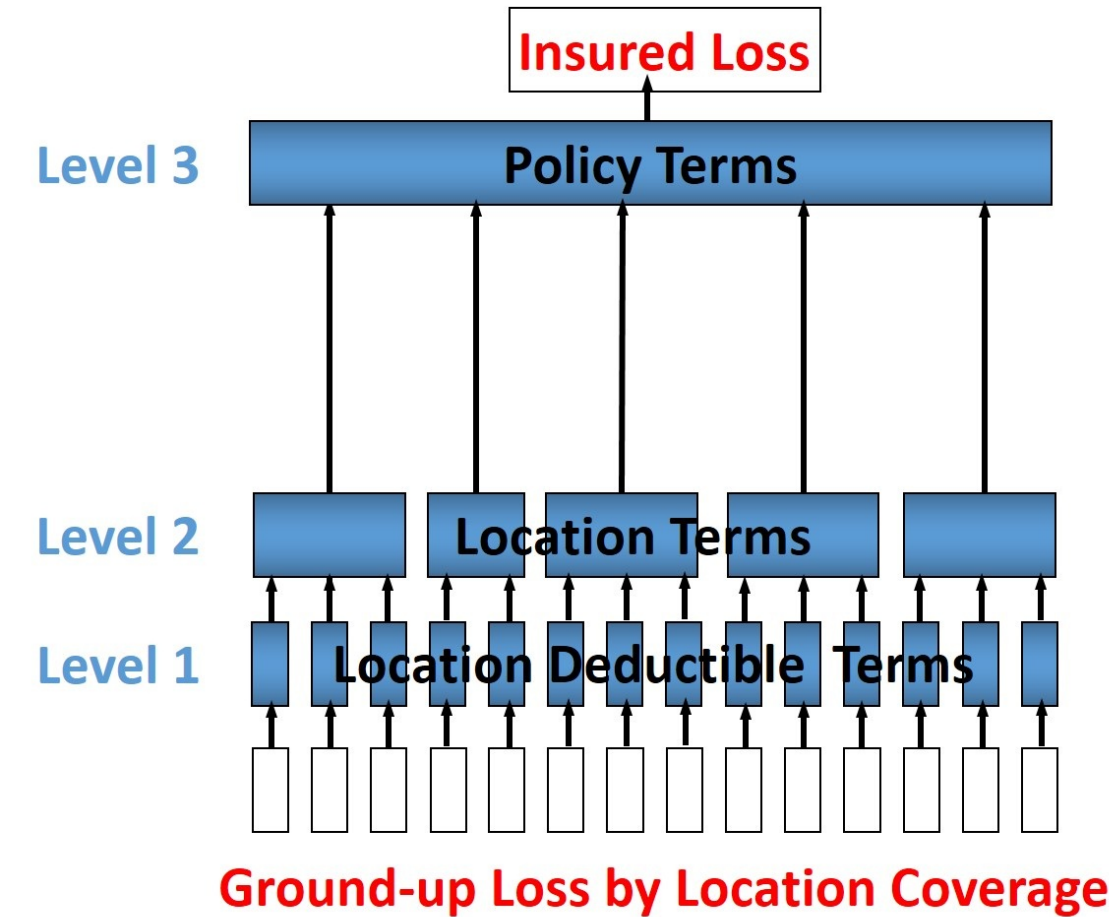 Insured Loss
Level 3
Policy Terms
Level 2
Location Terms
Level 1
Location Deductible Terms
Ground-up Loss by Location Coverage